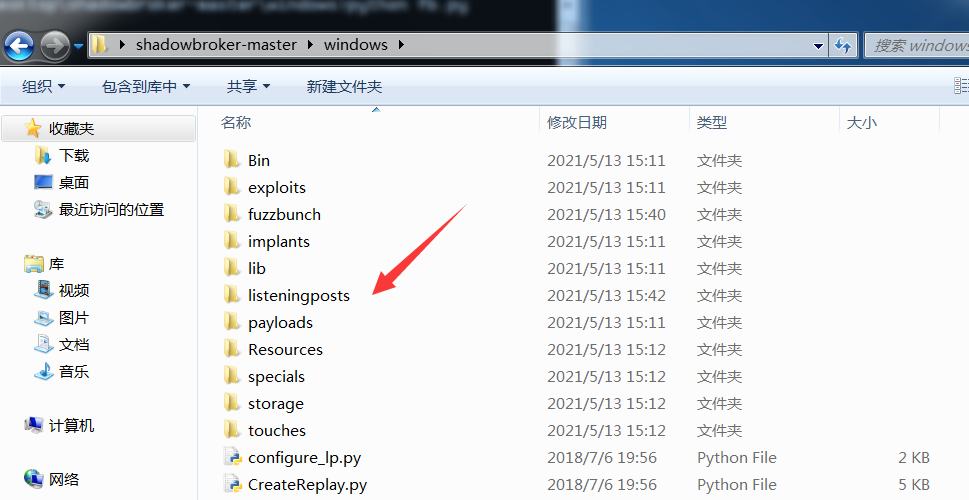 esktop\shadowbroker-master\windows>python fb.py
shadowbroker-master windows
搜索 windows
组织 包含到库中 共享 新建文件夹
名称 修改日期 类型 大小
收藏夹
下载
桌面
最近访问的位置
库
视频
图片
文档
音乐
计算机
网络
Bin 2021/5/13 15:11 文件夹
exploits 2021/5/13 15:11 文件夹
fuzzbunch 2021/5/13 15:40 文件夹
implants 2021/5/13 15:11 文件夹
lib 2021/5/13 15:11 文件夹
listeningposts 2021/5/13 15:42 文件夹
payloads 2021/5/13 15:11 文件夹
Resources 2021/5/13 15:12 文件夹
specials 2021/5/13 15:12 文件夹
storage 2021/5/13 15:12 文件夹
touches 2021/5/13 15:12 文件夹
configure_lp.py 2018/7/6 19:56 Python File 2 KB
CreateReplay.py 2018/7/6 19:56 Python File 5 KB